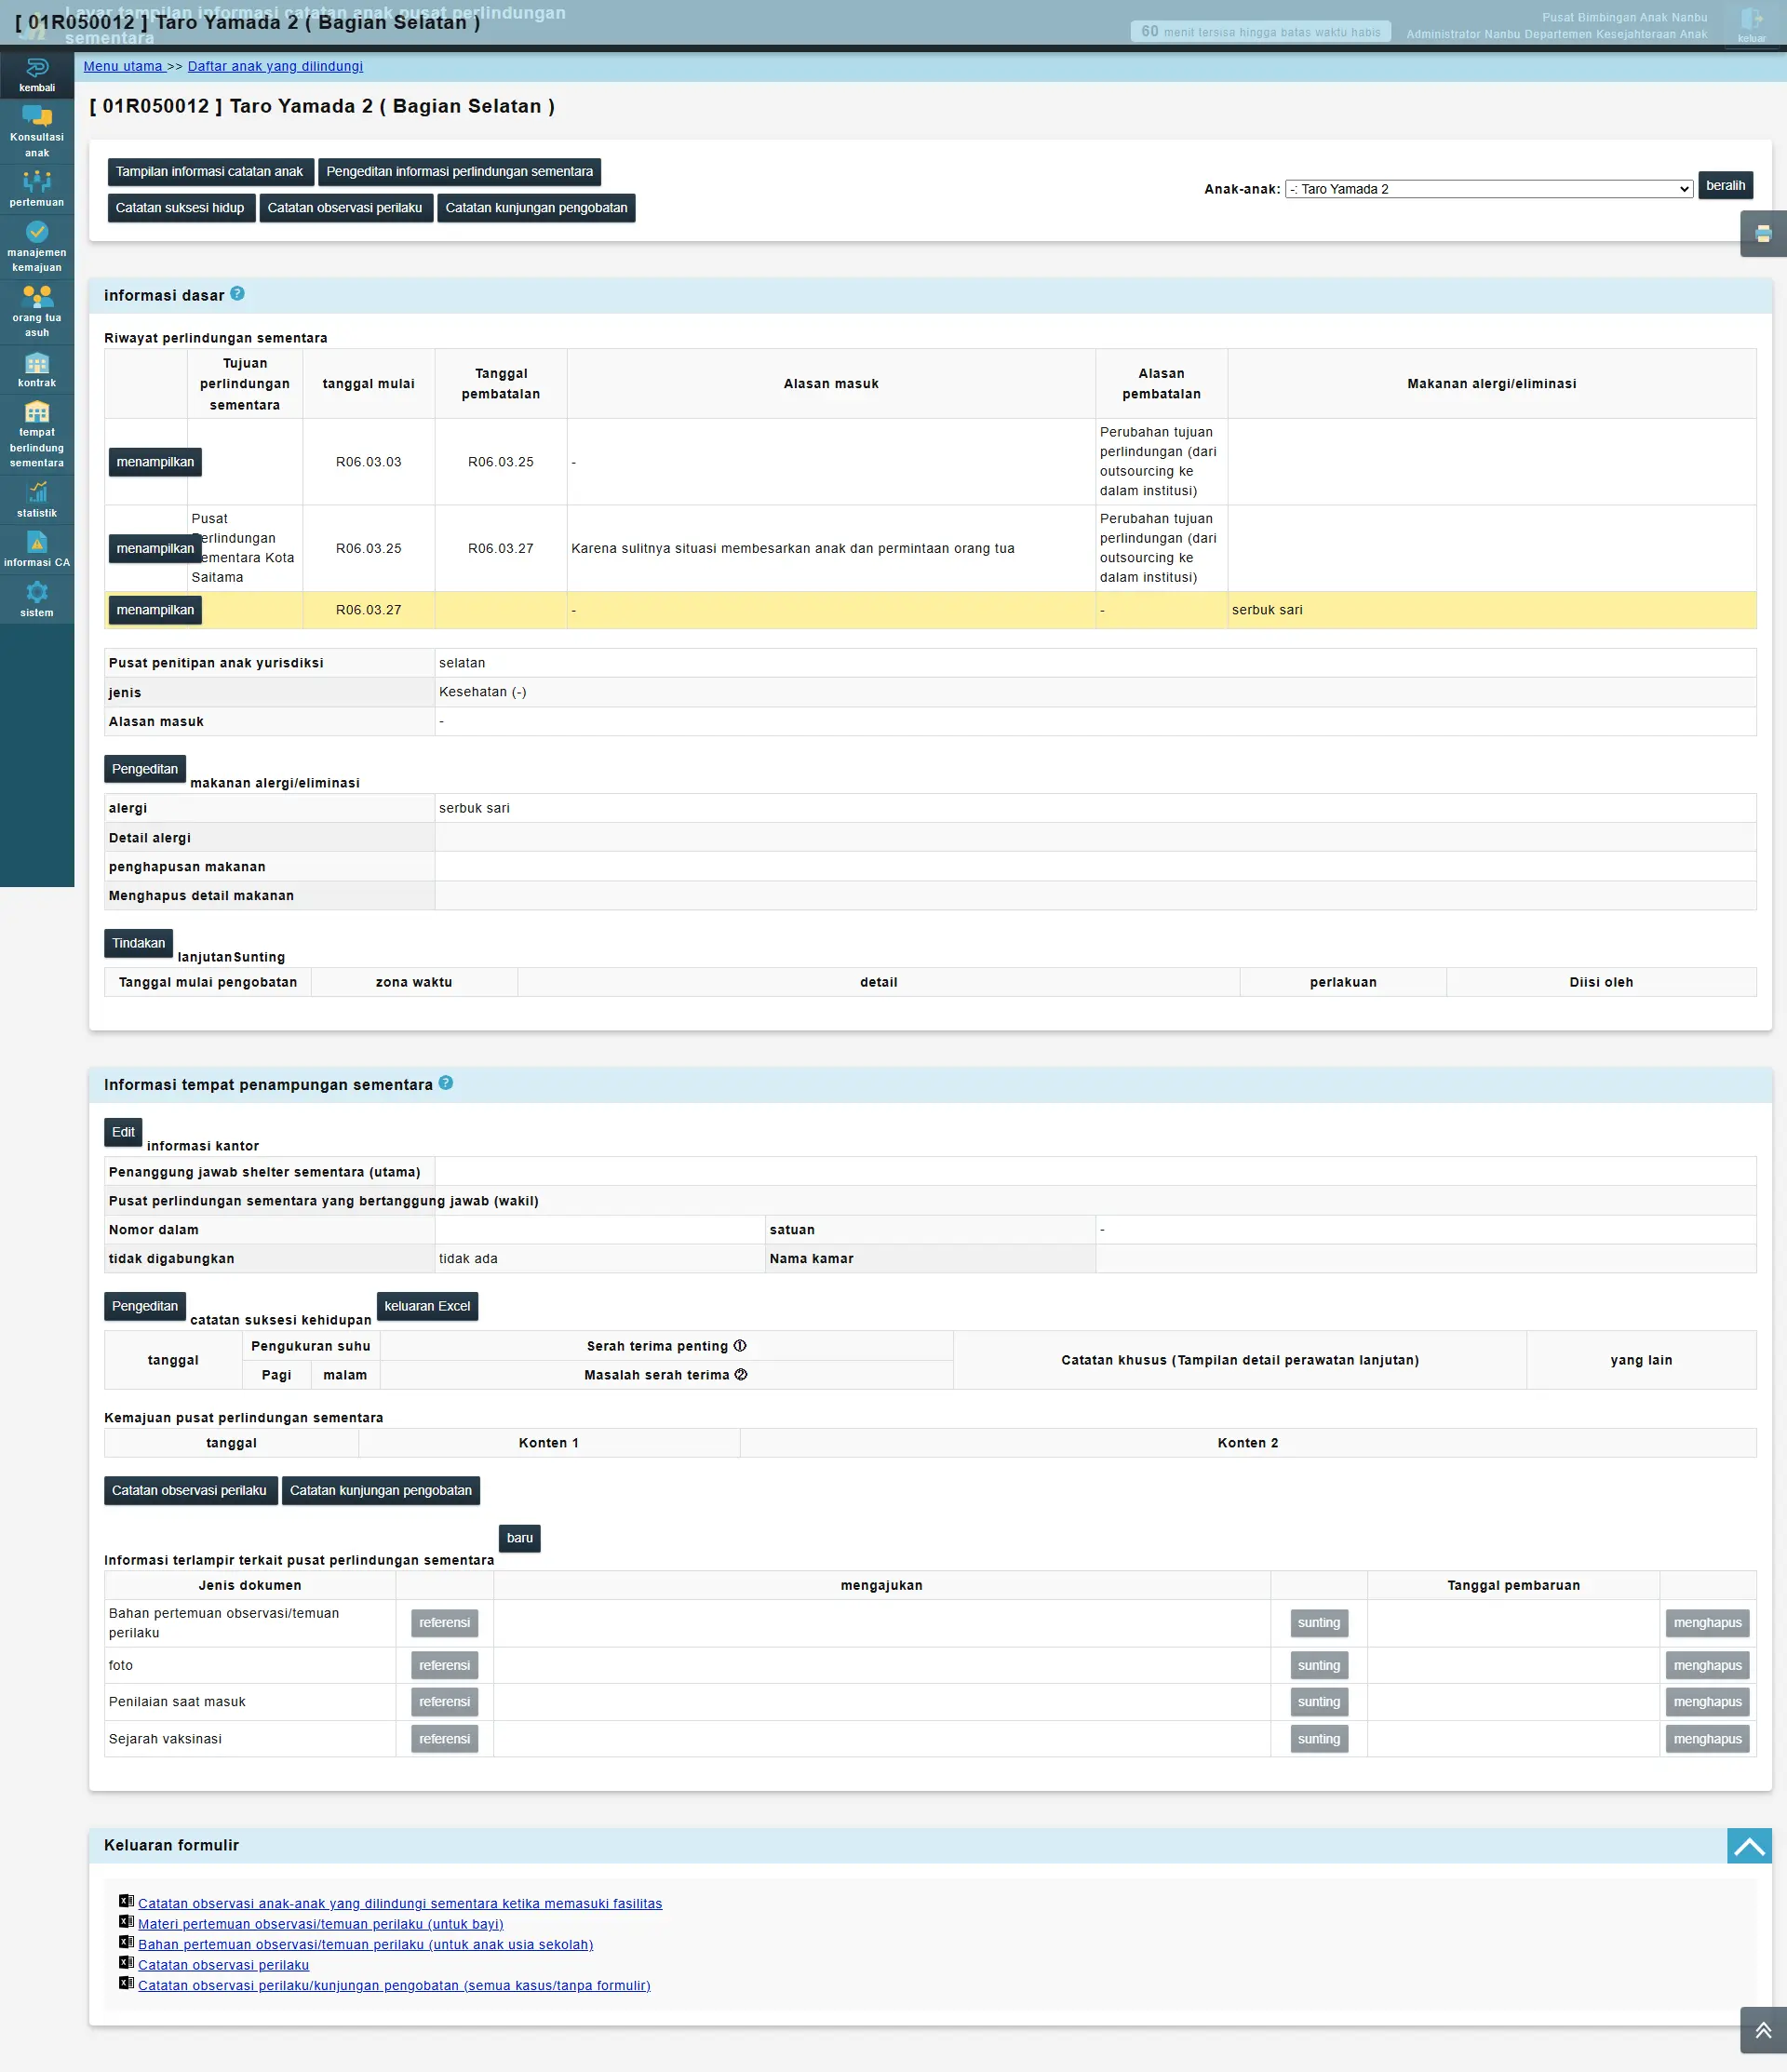 Layar tampilan informasi catatan anak pusat perlindungan sementara
[ 01R050012 ] Taro Yamada 2 ( Bagian Selatan )
60 menit tersisa hingga batas waktu habis
Pusat Bimbingan Anak Nanbu
Administrator Nanbu Departemen Kesejahteraan Anak
keluar
kembali
Konsultasi anak
pertemuan
manajemen kemajuan
orang tua asuh
kontrak
tempat berlindung sementara
statistik
informasi CA
sistem
Menu utama >> Daftar anak yang dilindungi
[ 01R050012 ] Taro Yamada 2 ( Bagian Selatan )
Tampilan informasi catatan anak Pengeditan informasi perlindungan sementara
Catatan suksesi hidup Catatan observasi perilaku Catatan kunjungan pengobatan
Anak-anak: -: Taro Yamada 2 beralih
informasi dasar ?
Riwayat perlindungan sementara
Tujuan perlindungan sementara tanggal mulai Tanggal pembatalan Alasan masuk Alasan pembatalan Makanan alergi/eliminasi
menampilkan R06.03.03 R06.03.25 - Perubahan tujuan perlindungan (dari outsourcing ke dalam institusi)
menampilkan Pusat Perlindungan Sementara Kota Saitama R06.03.25 R06.03.27 Karena sulitnya situasi membesarkan anak dan permintaan orang tua Perubahan tujuan perlindungan (dari outsourcing ke dalam institusi)
menampilkan R06.03.27 - - serbuk sari
Pusat penitipan anak yurisdiksi selatan
jenis Kesehatan (-)
Alasan masuk -
Pengeditan makanan alergi/eliminasi
alergi serbuk sari
Detail alergi
penghapusan makanan
Menghapus detail makanan
Tindakan lanjutanSunting
Tanggal mulai pengobatan zona waktu detail perlakuan Diisi oleh
Informasi tempat penampungan sementara ?
Edit informasi kantor
Penanggung jawab shelter sementara (utama)
Pusat perlindungan sementara yang bertanggung jawab (wakil)
Nomor dalam satuan -
tidak digabungkan tidak ada Nama kamar
Pengeditan catatan suksesi kehidupan keluaran Excel
tanggal Pengukuran suhu Serah terima penting ① Catatan khusus (Tampilan detail perawatan lanjutan) yang lain
Pagi malam Masalah serah terima ②
Kemajuan pusat perlindungan sementara
tanggal Konten 1 Konten 2
Catatan observasi perilaku Catatan kunjungan pengobatan
Informasi terlampir terkait pusat perlindungan sementara baru
Jenis dokumen mengajukan Tanggal pembaruan
Bahan pertemuan observasi/temuan perilaku referensi sunting menghapus
foto referensi sunting menghapus
Penilaian saat masuk referensi sunting menghapus
Sejarah vaksinasi referensi sunting menghapus
Keluaran formulir
Catatan observasi anak-anak yang dilindungi sementara ketika memasuki fasilitas
Materi pertemuan observasi/temuan perilaku (untuk bayi)
Bahan pertemuan observasi/temuan perilaku (untuk anak usia sekolah)
Catatan observasi perilaku
Catatan observasi perilaku/kunjungan pengobatan (semua kasus/tanpa formulir)